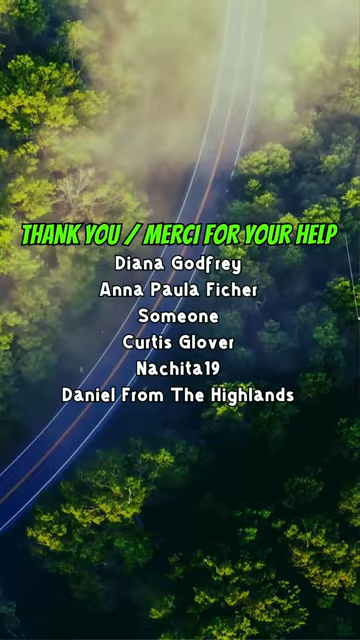 THANK YOU / MERCI FOR YOUR HELP
Diana Godfrey
Anna Paula Ficher
Someone
Curtis Glover
Nachita19
Daniel From The Highlands